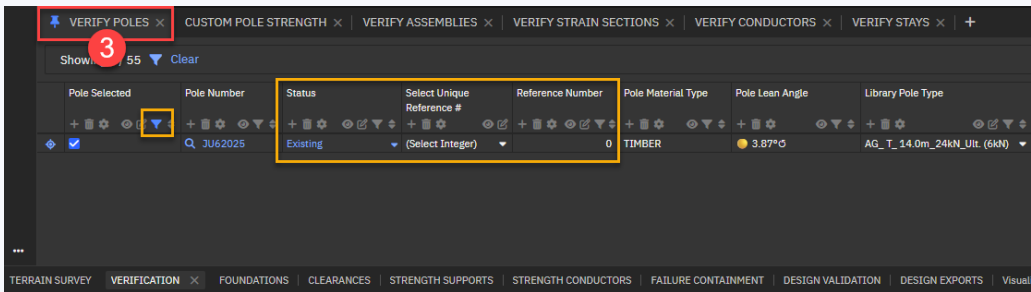 VERIFY POLES × CUSTOM POLE STRENGTH × VERIFY ASSEMBLIES × VERIFY STRAIN SECTIONS × VERIFY CONDUCTORS × VERIFY STAYS × +
3
55 Clear
Pole Selected Pole Number Status Select Unique Reference Number Pole Material Type Pole Lean Angle Library Pole Type
Reference #
JU62025 Existing (Select Integer) 0 TIMBER 3.87° AG_ T_ 14.0m_24kN_Ult. (6kN)
...
TERRAIN SURVEY VERIFICATION × FOUNDATIONS CLEARANCES STRENGTH SUPPORTS STRENGTH CONDUCTORS FAILURE CONTAINMENT DESIGN VALIDATION DESIGN EXPORTS